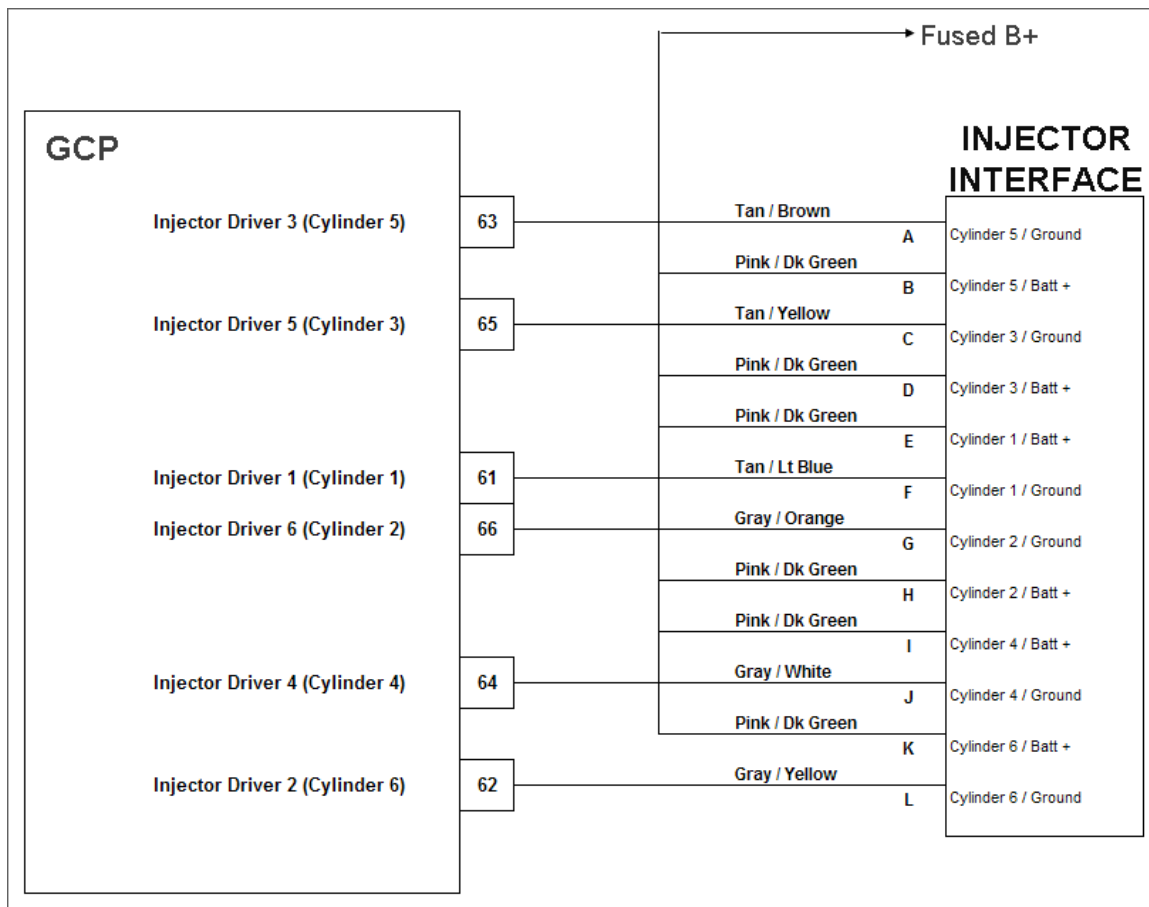 Fused B+
GCP
INJECTOR
INTERFACE
Injector Driver 3 (Cylinder 5)
63
Tan / Brown
A
Cylinder 5 / Ground
Pink / Dk Green
B
Cylinder 5 / Batt +
Injector Driver 5 (Cylinder 3)
65
Tan / Yellow
C
Cylinder 3 / Ground
Pink / Dk Green
D
Cylinder 3 / Batt +
Pink / Dk Green
E
Cylinder 1 / Batt +
Injector Driver 1 (Cylinder 1)
61
Tan / Lt Blue
F
Cylinder 1 / Ground
Injector Driver 6 (Cylinder 2)
66
Gray / Orange
G
Cylinder 2 / Ground
Pink / Dk Green
H
Cylinder 2 / Batt +
Pink / Dk Green
I
Cylinder 4 / Batt +
Injector Driver 4 (Cylinder 4)
64
Gray / White
J
Cylinder 4 / Ground
Pink / Dk Green
K
Cylinder 6 / Batt +
Injector Driver 2 (Cylinder 6)
62
Gray / Yellow
L
Cylinder 6 / Ground